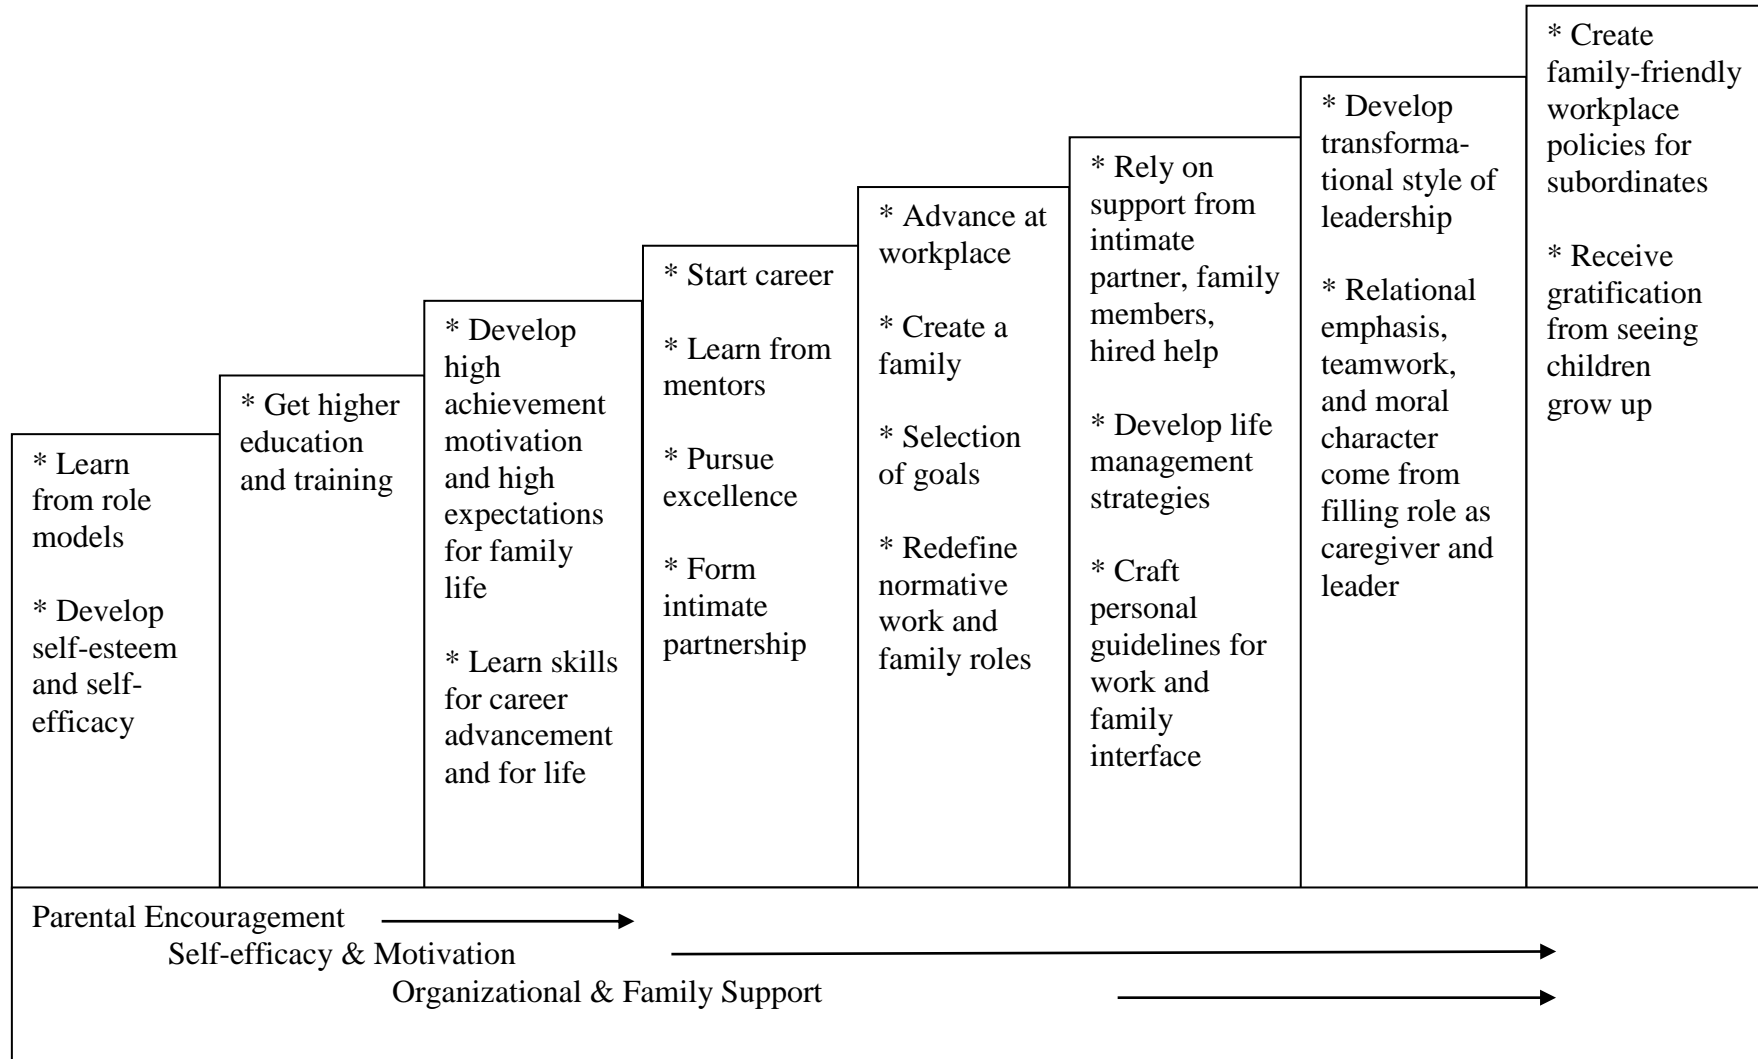 * Learn
from role
models
* Develop
self-esteem
and self-
efficacy
* Get higher
education
and training
* Develop
high
achievement
motivation
and high
expectations
for family
life
* Learn skills
for career
advancement
and for life
* Start career
* Learn from
mentors
* Pursue
excellence
* Form
intimate
partnership
* Advance at
workplace
* Create a
family
* Selection
of goals
* Redefine
normative
work and
family roles
* Rely on
support from
intimate
partner, family
members,
hired help
* Develop life
management
strategies
* Craft
personal
guidelines for
work and
family
interface
* Develop
transforma-
tional style of
leadership
* Relational
emphasis,
teamwork,
and moral
character
come from
filling role as
caregiver and
leader
* Create
family-friendly
workplace
policies for
subordinates
* Receive
gratification
from seeing
children
grow up
Parental Encouragement
Self-efficacy & Motivation
Organizational & Family Support